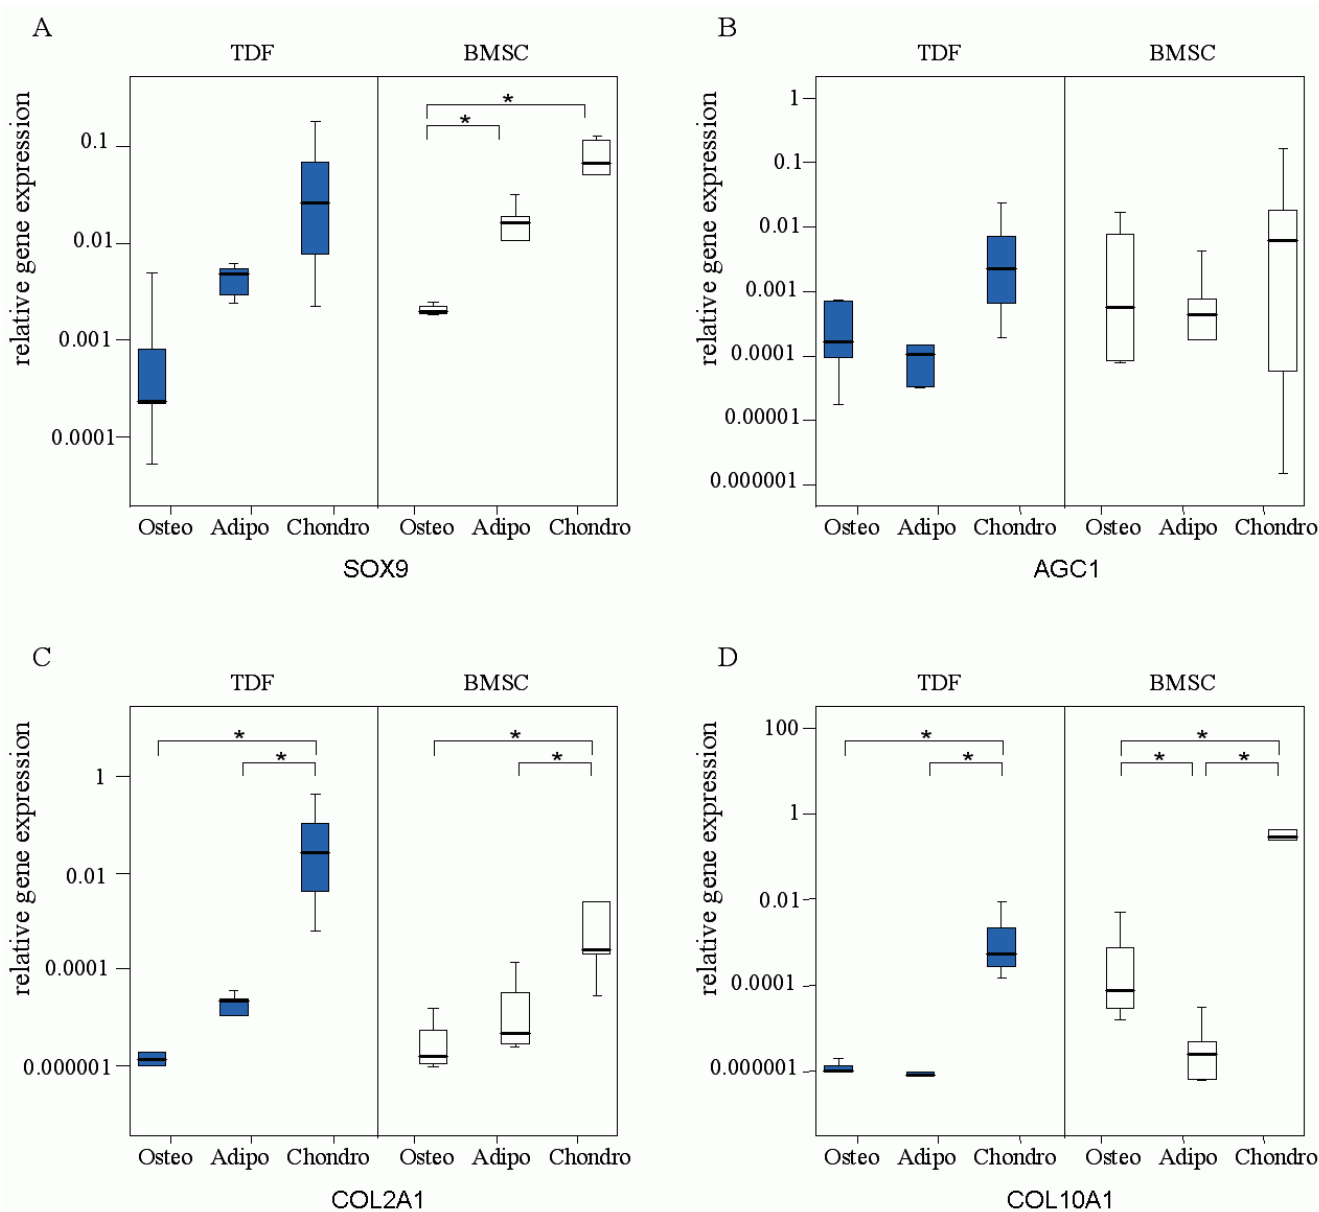 A
TDF BMSC
relative gene expression
0.1
0.01
0.001
0.0001
* *
Osteo Adipo Chondro Osteo Adipo Chondro
SOX9
B
TDF BMSC
relative gene expression
1
0.1
0.01
0.001
0.0001
0.00001
0.000001
Osteo Adipo Chondro Osteo Adipo Chondro
AGC1
C
TDF BMSC
relative gene expression
1
0.01
0.0001
0.000001
* * * *
Osteo Adipo Chondro Osteo Adipo Chondro
COL2A1
D
TDF BMSC
relative gene expression
100
1
0.01
0.0001
0.000001
* * * * *
Osteo Adipo Chondro Osteo Adipo Chondro
COL10A1